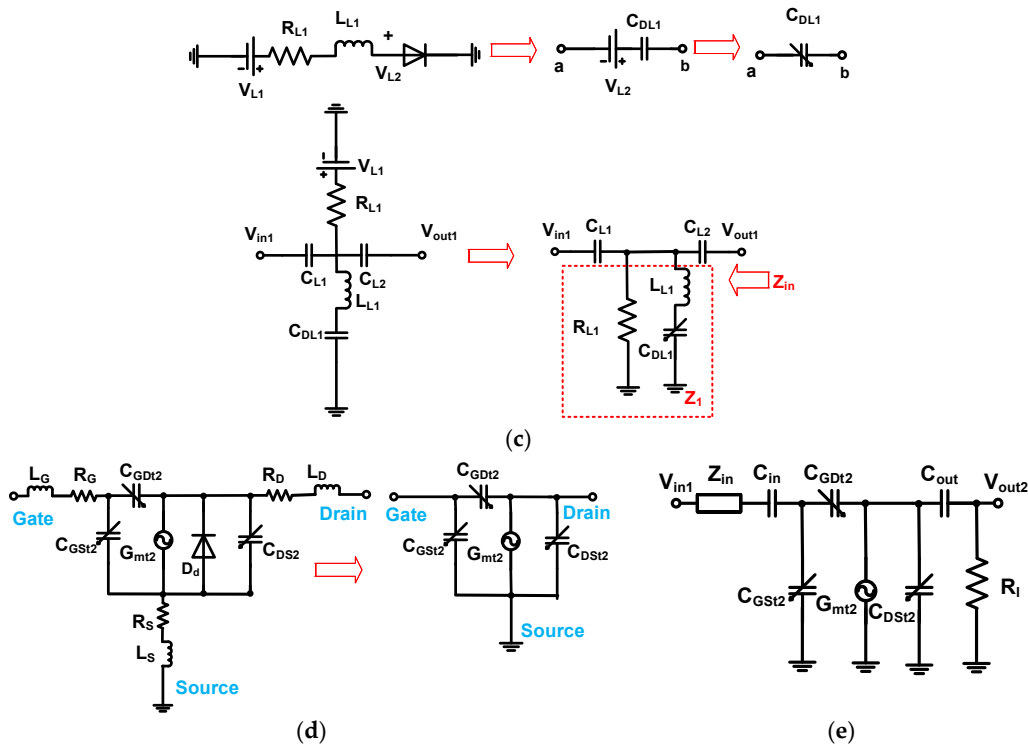 R_L1
L_L1
+
- +
V_L1
V_L2
C_DL1
a
b
- +
V_L2
C_DL1
a
b
-
+
V_L1
R_L1
V_in1
V_out1
C_L1
C_L2
L_L1
C_DL1
V_in1
C_L1
C_L2
V_out1
L_L1
Z_in
R_L1
C_DL1
Z_1
(c)
L_G
R_G
C_GDt2
R_D
L_D
Gate
Drain
C_GSt2
G_mt2
D_d
C_DS2
R_S
L_S
Source
C_GDt2
Gate
Drain
C_GSt2
G_mt2
C_DSt2
Source
(d)
V_in1
Z_in
C_in
C_GDt2
C_out
V_out2
C_GSt2
G_mt2
C_DSt2
R_l
(e)